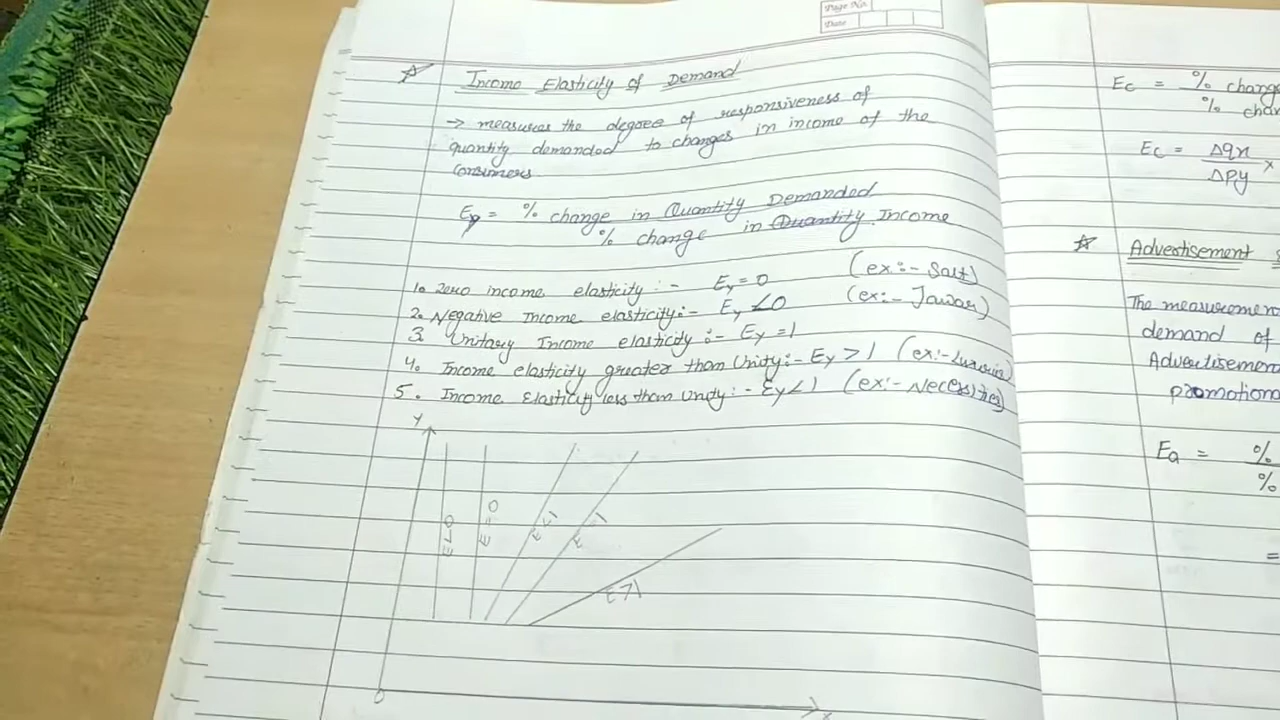 Page No.
Date
Income Elasticity of Demand
→ measures the degree of responsiveness of
quantity demanded to changes in income of the
consumers.
Ey = % change in Quantity Demanded
% change in Quantity Income
1. Zero income elasticity :- Ey = 0 (ex:- Salt)
2. Negative Income elasticity:- Ey <0 (ex:- Jawar)
3. Unitary Income elasticity :- Ey = 1
4. Income elasticity greater than Unity:- Ey > 1 (ex:- Luxuries)
5. Income Elasticity less than Unity:- Ey < 1 (ex:- Necessities)
Y
E<0
E=0
E<1
E=1
E>1
O
X
Ec = % change
% chan
Ec = Δqx ×
ΔPy
Advertisement
The measuremen
demand of
Advertisemen
promotiona
Ea = %
%
=